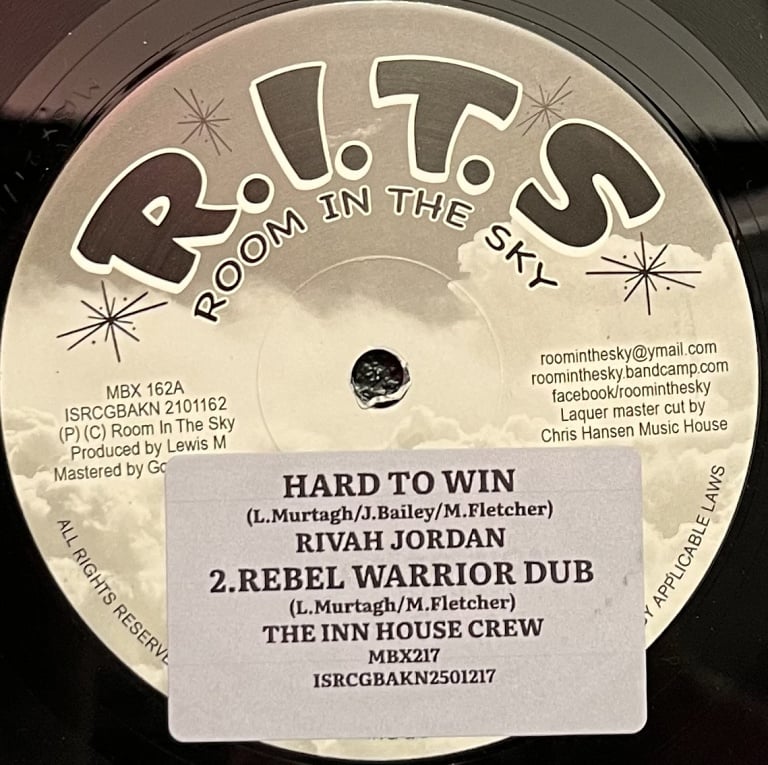 R.I.T.S
ROOM IN THE SKY
MBX 162A
ISRCGBAKN 2101162
(P) (C) Room In The Sky
Produced by Lewis M
Mastered by
roominthesky@ymail.com
roominthesky.bandcamp.com
facebook/roominthesky
Laquer master cut by
Chris Hansen Music House
HARD TO WIN
(L.Murtagh/J.Bailey/M.Fletcher)
RIVAH JORDAN
2.REBEL WARRIOR DUB
(L.Murtagh/M.Fletcher)
THE INN HOUSE CREW
MBX217
ISRCGBAKN2501217
ALL RIGHTS
APPLICABLE LAWS